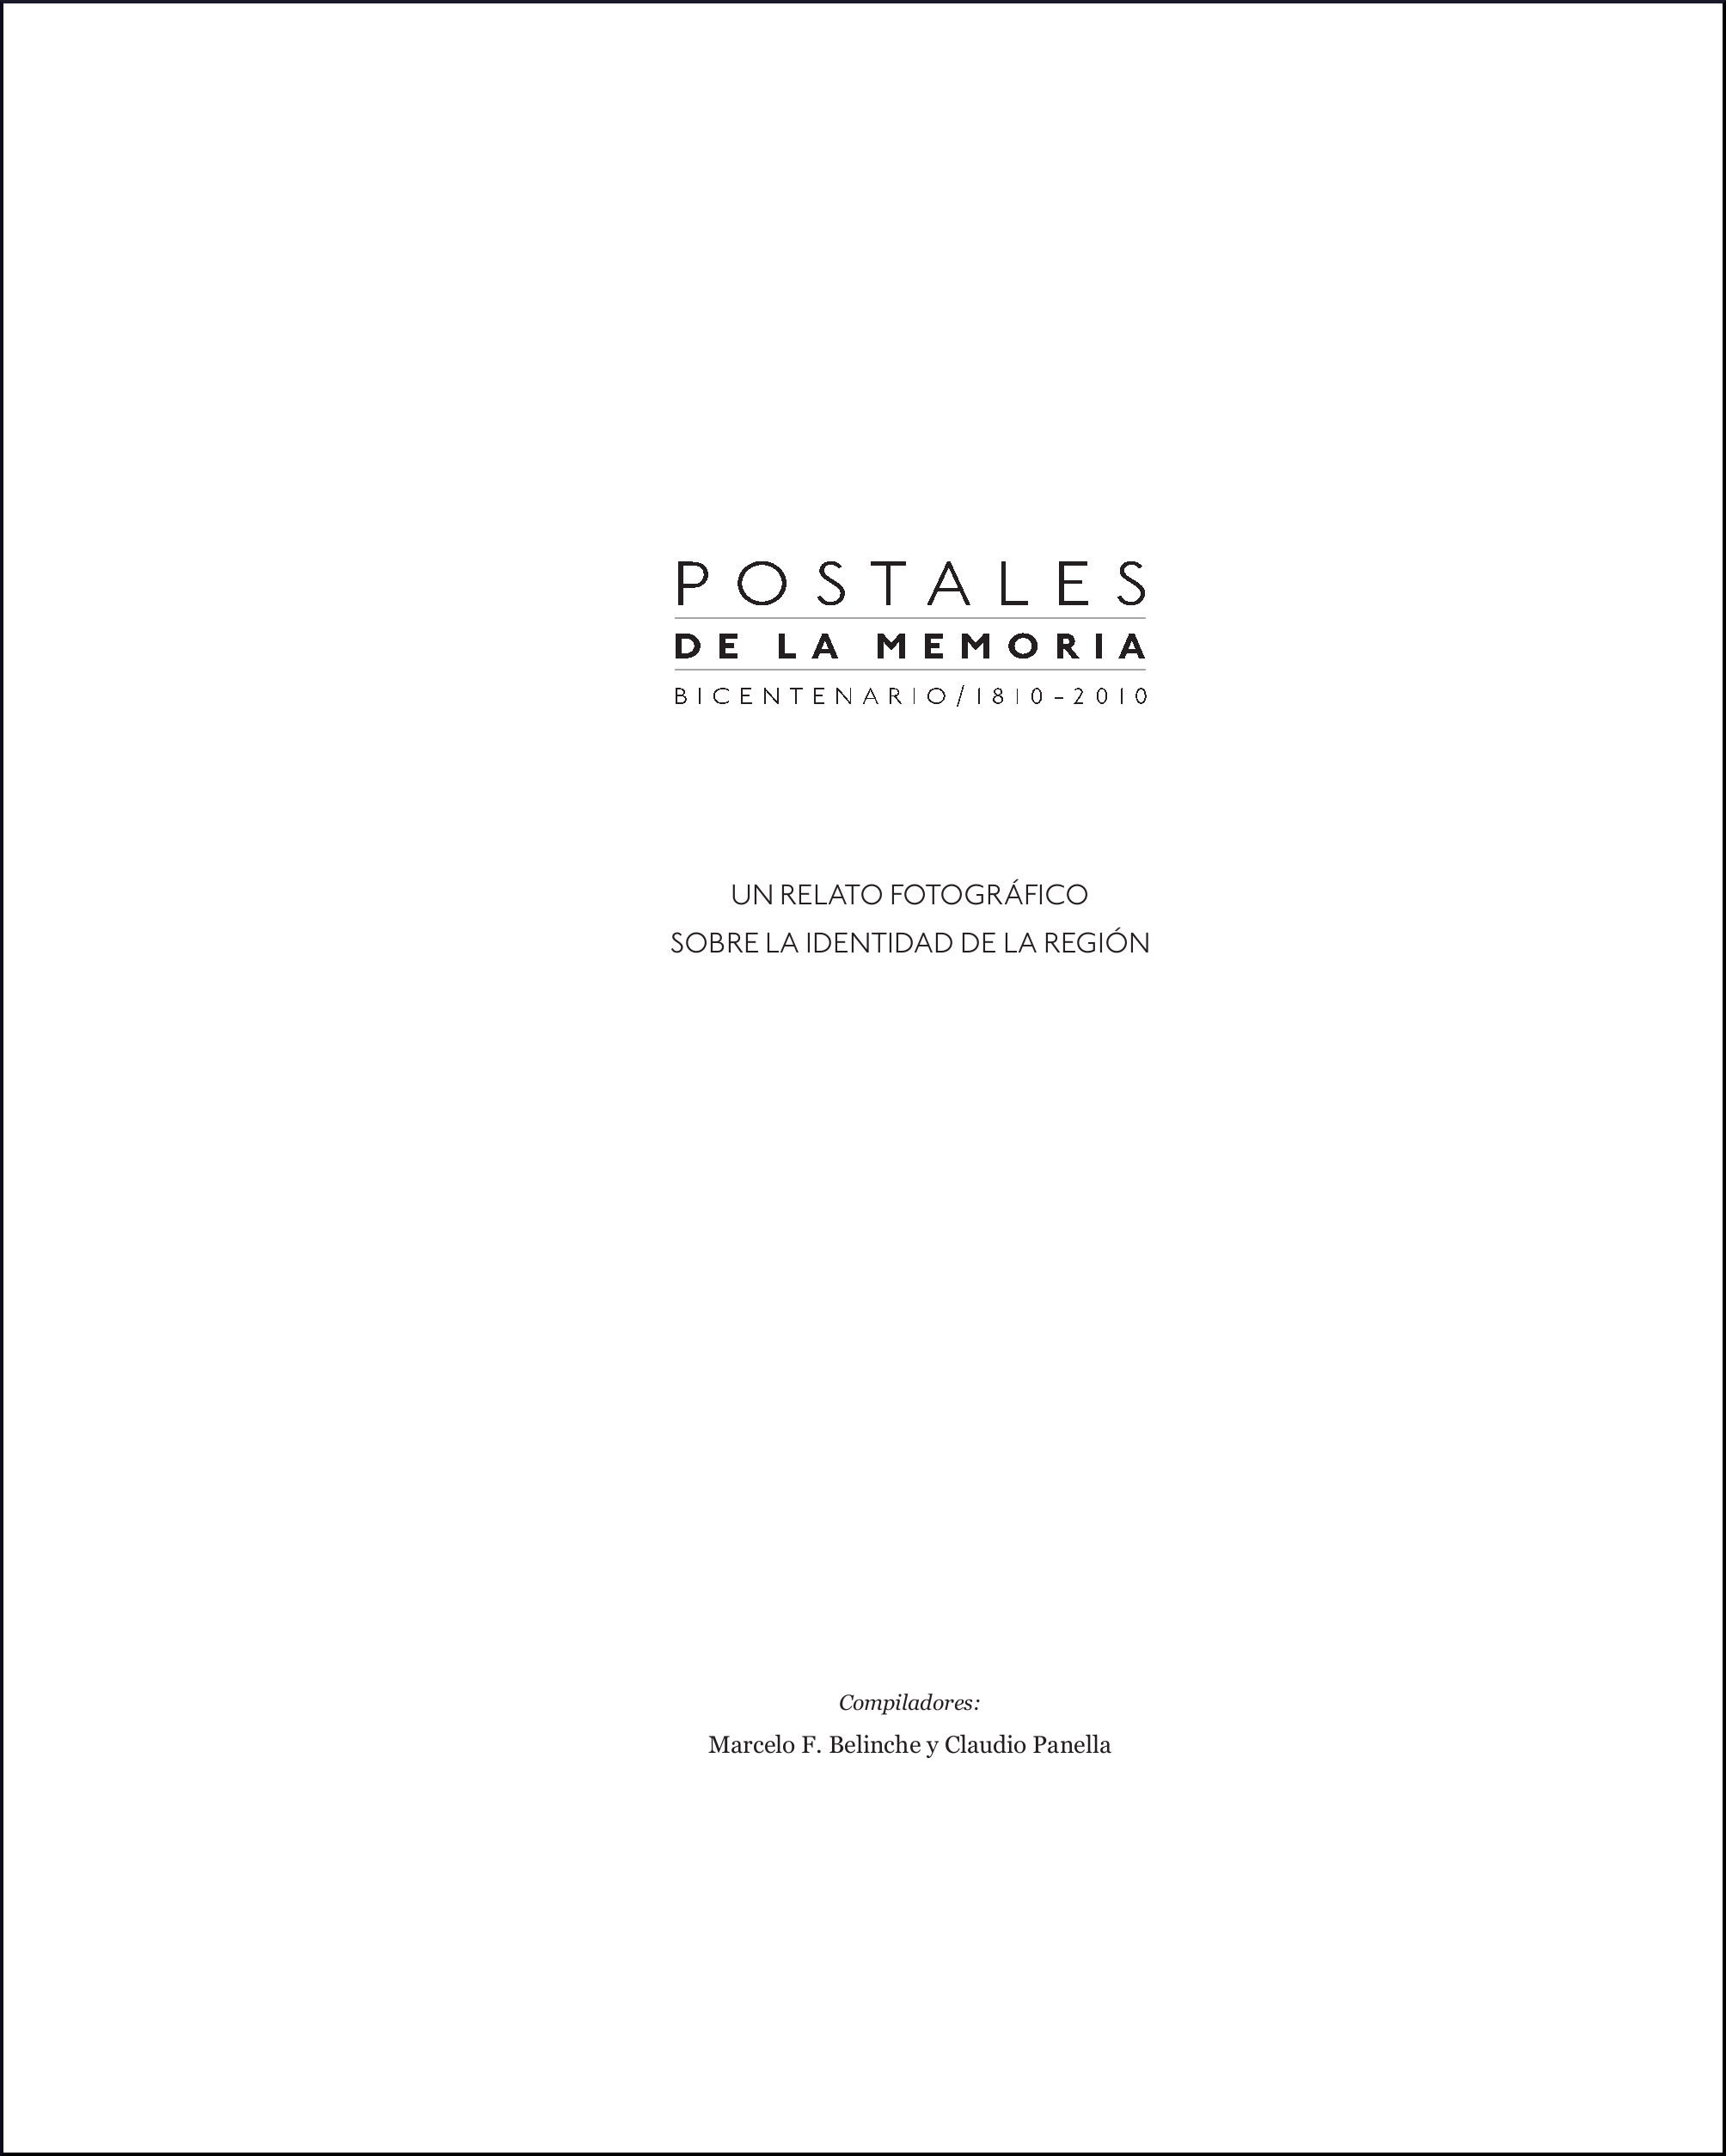 POSTALES
DE LA MEMORIA
BICENTENARIO/1810-2010
UN RELATO FOTOGRÁFICO
SOBRE LA IDENTIDAD DE LA REGIÓN
Compiladores:
Marcelo F. Belinche y Claudio Panella